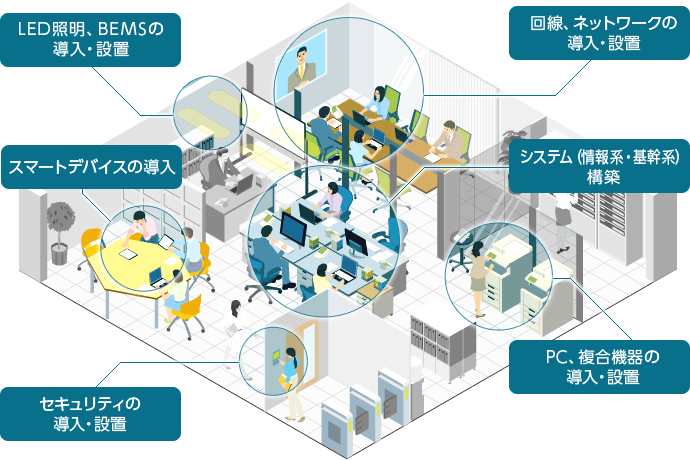 LED照明、BEMSの
導入・設置
回線、ネットワークの
導入・設置
スマートデバイスの導入
システム（情報系・基幹系）
構築
PC、複合機器の
導入・設置
セキュリティの
導入・設置